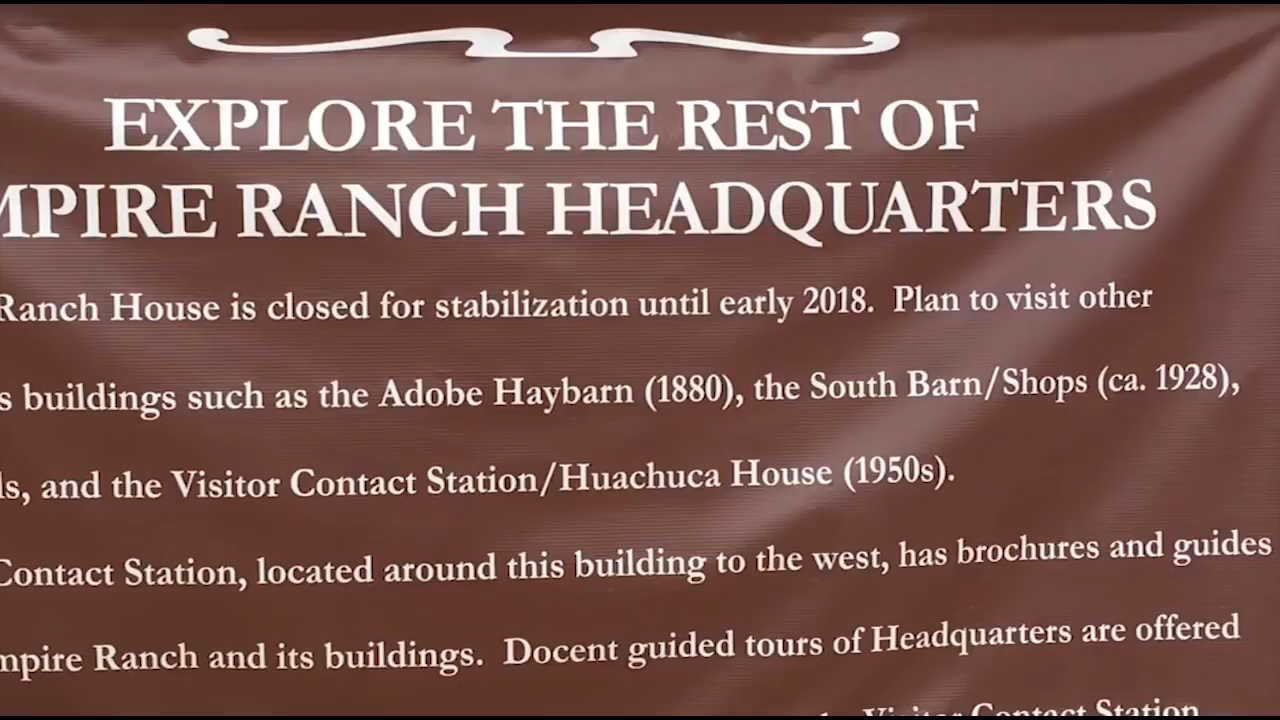 EXPLORE THE REST OF
MPIRE RANCH HEADQUARTERS
Ranch House is closed for stabilization until early 2018. Plan to visit other
s buildings such as the Adobe Haybarn (1880), the South Barn/Shops (ca. 1928),
ls, and the Visitor Contact Station/Huachuca House (1950s).
Contact Station, located around this building to the west, has brochures and guides
mpire Ranch and its buildings. Docent guided tours of Headquarters are offered
Visitor Contact Station